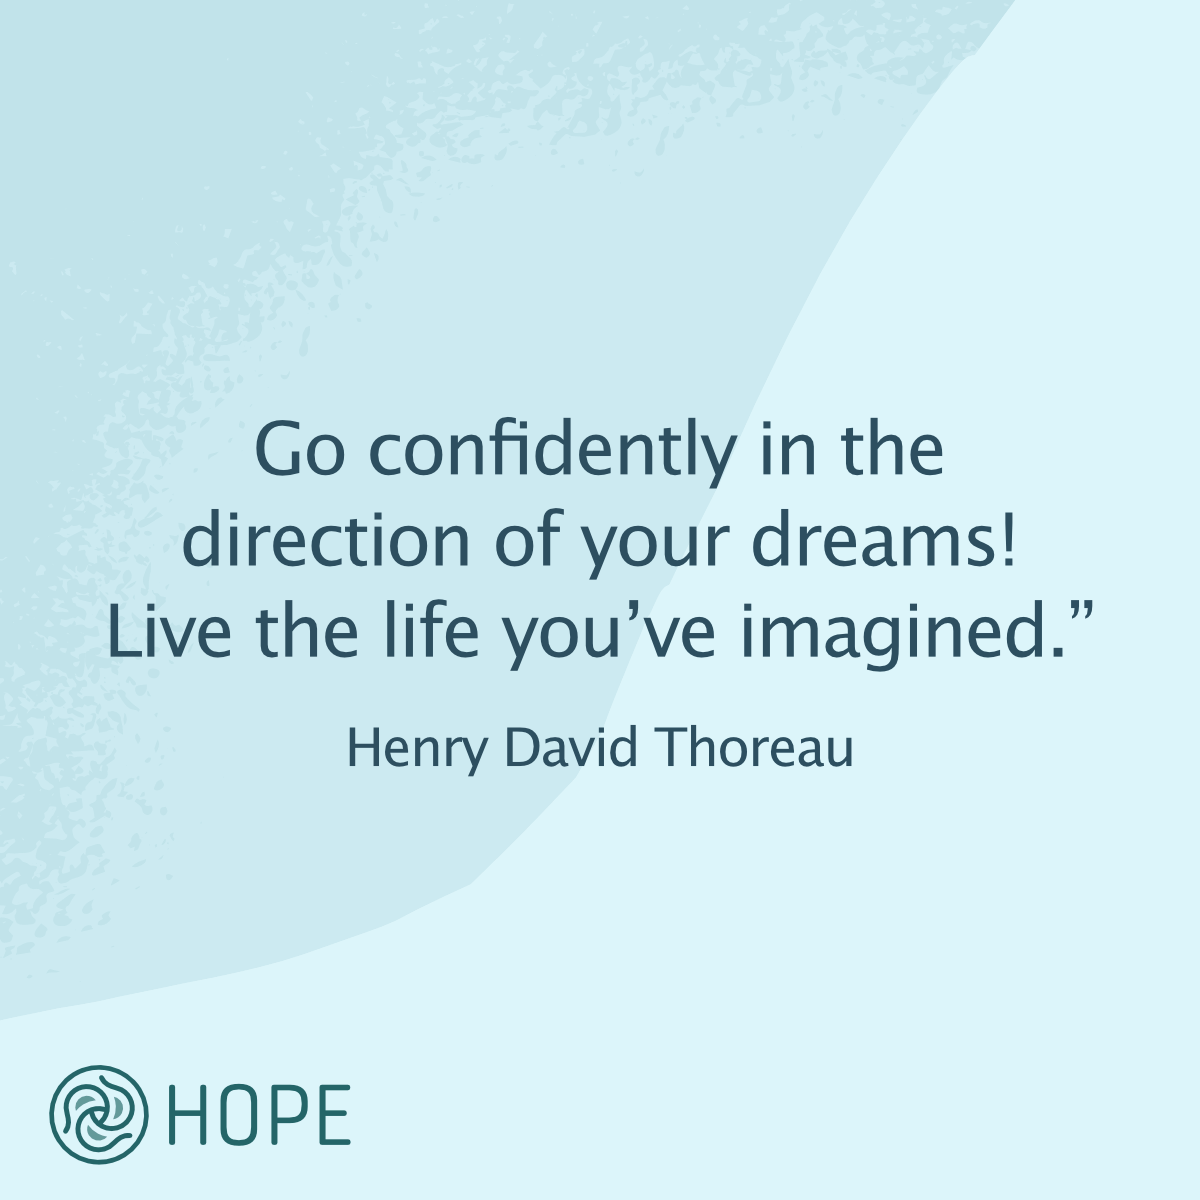 Go confidently in the
direction of your dreams!
Live the life you’ve imagined.”
Henry David Thoreau
HOPE